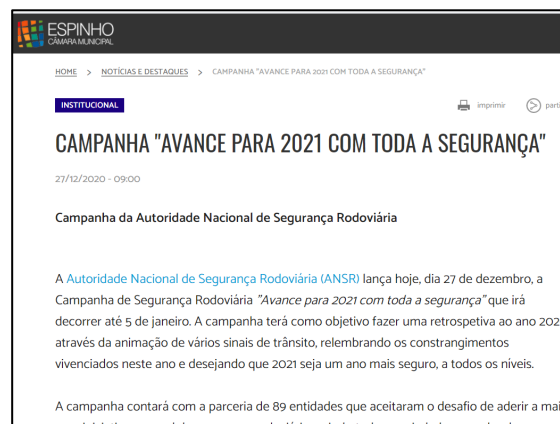 ESPINHO
CÂMARA MUNICIPAL
HOME > NOTÍCIAS E DESTAQUES > CAMPANHA "AVANCE PARA 2021 COM TODA A SEGURANÇA"
INSTITUCIONAL imprimir
CAMPANHA "AVANCE PARA 2021 COM TODA A SEGURANÇA"
27/12/2020 - 09:00
Campanha da Autoridade Nacional de Segurança Rodoviária
A Autoridade Nacional de Segurança Rodoviária (ANSR) lança hoje, dia 27 de dezembro, a
Campanha de Segurança Rodoviária "Avance para 2021 com toda a segurança" que irá
decorrer até 5 de janeiro. A campanha terá como objetivo fazer uma retrospetiva ao ano
através da animação de vários sinais de trânsito, relembrando os constrangimentos
vivenciados neste ano e desejando que 2021 seja um ano mais seguro, a todos os níveis.
A campanha contará com a parceria de 89 entidades que aceitaram o desafio de aderir a